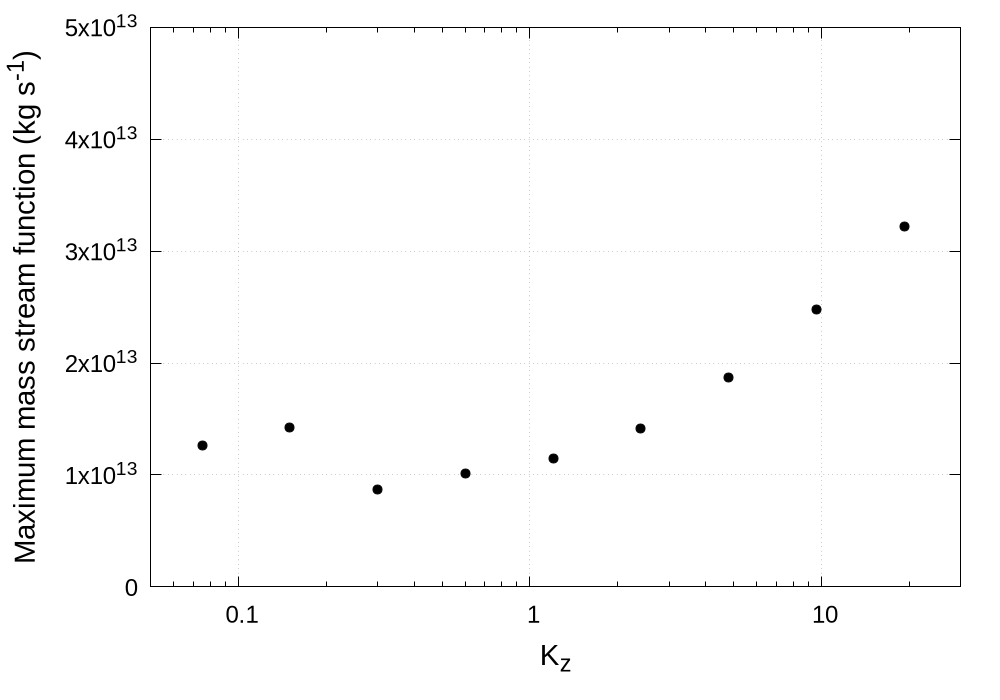 Maximum mass stream function (kg s⁻¹)
5x10¹³
4x10¹³
3x10¹³
2x10¹³
1x10¹³
0
0.1 1 10
K_z